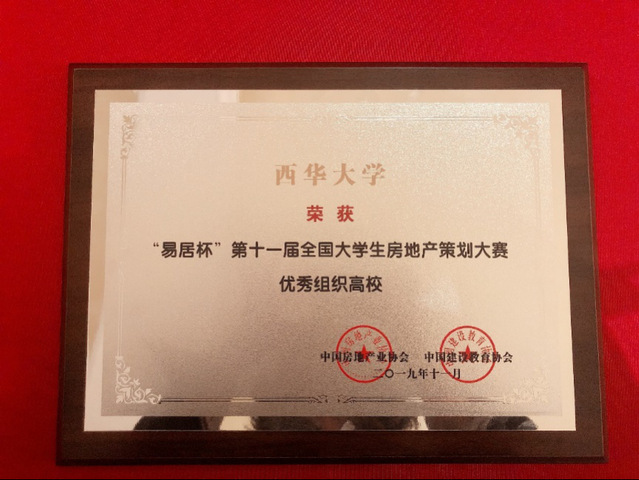 西华大学
荣获
“易居杯”第十一届全国大学生房地产策划大赛
优秀组织高校
中国房地产业协会 中国建设教育协会
二〇一九年十一月